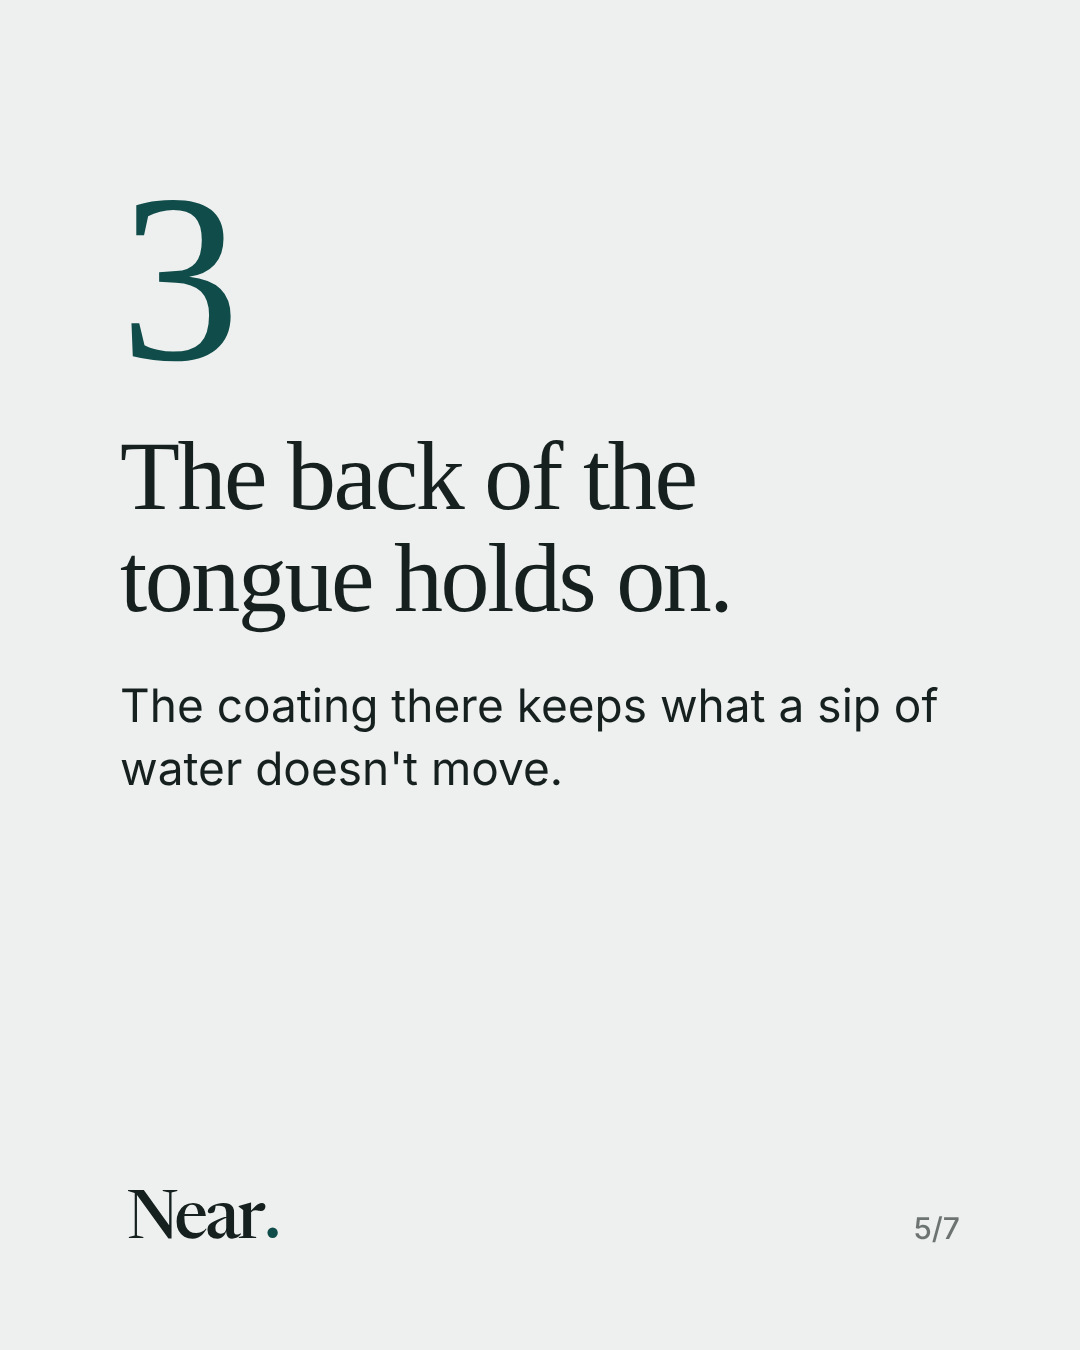 3
The back of the
tongue holds on.
The coating there keeps what a sip of
water doesn't move.
Near.
5/7